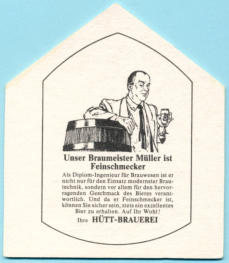 Unser Braumeister Müller ist
Feinschmecker
Als Diplom-Ingenieur für Brauwesen ist er
nicht nur für den Einsatz modernster Brau-
technik, sondern vor allem für den hervor-
ragenden Geschmack des Bieres verant-
wortlich. Und da er Feinschmecker ist,
können Sie sicher sein, stets ein exzellentes
Bier zu erhalten. Auf Ihr Wohl!
Ihre HÜTT-BRAUEREI